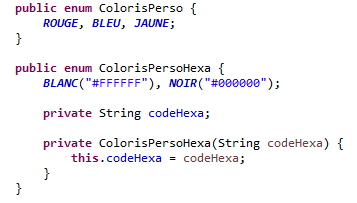 public enum ColorisPerso {
    ROUGE, BLEU, JAUNE;
}
public enum ColorisPersoHexa {
    BLANC("#FFFFFF"), NOIR("#000000");
    private String codeHexa;
    private ColorisPersoHexa(String codeHexa) {
        this.codeHexa = codeHexa;
    }
}